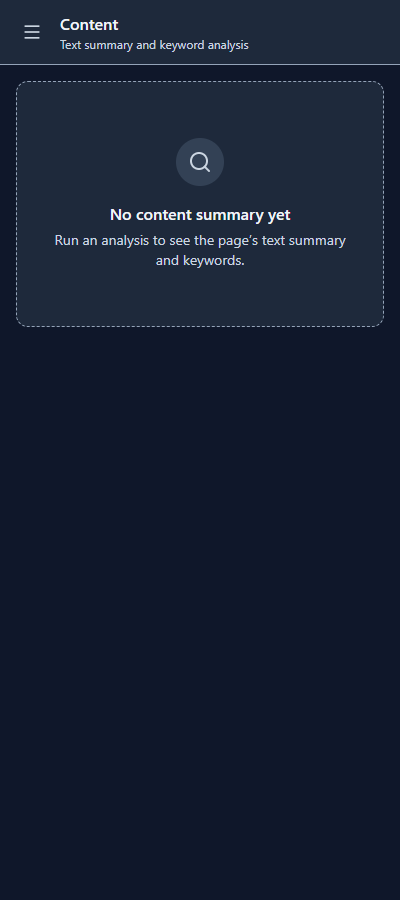 Content
Text summary and keyword analysis
No content summary yet
Run an analysis to see the page’s text summary
and keywords.